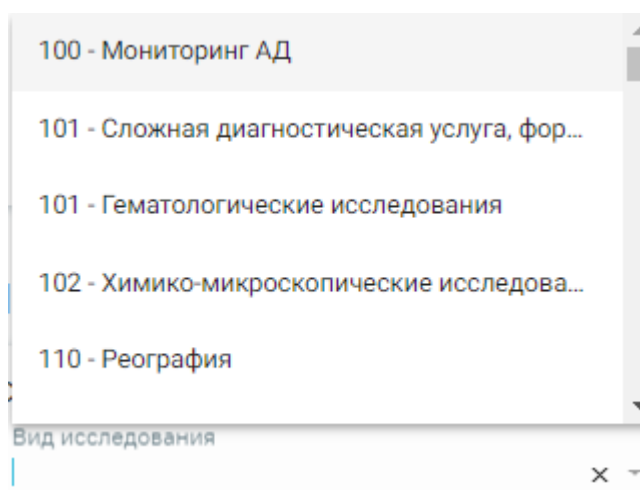 100 - Мониторинг АД
101 - Сложная диагностическая услуга, фор...
101 - Гематологические исследования
102 - Химико-микроскопические исследова...
110 - Реография
Вид исследования